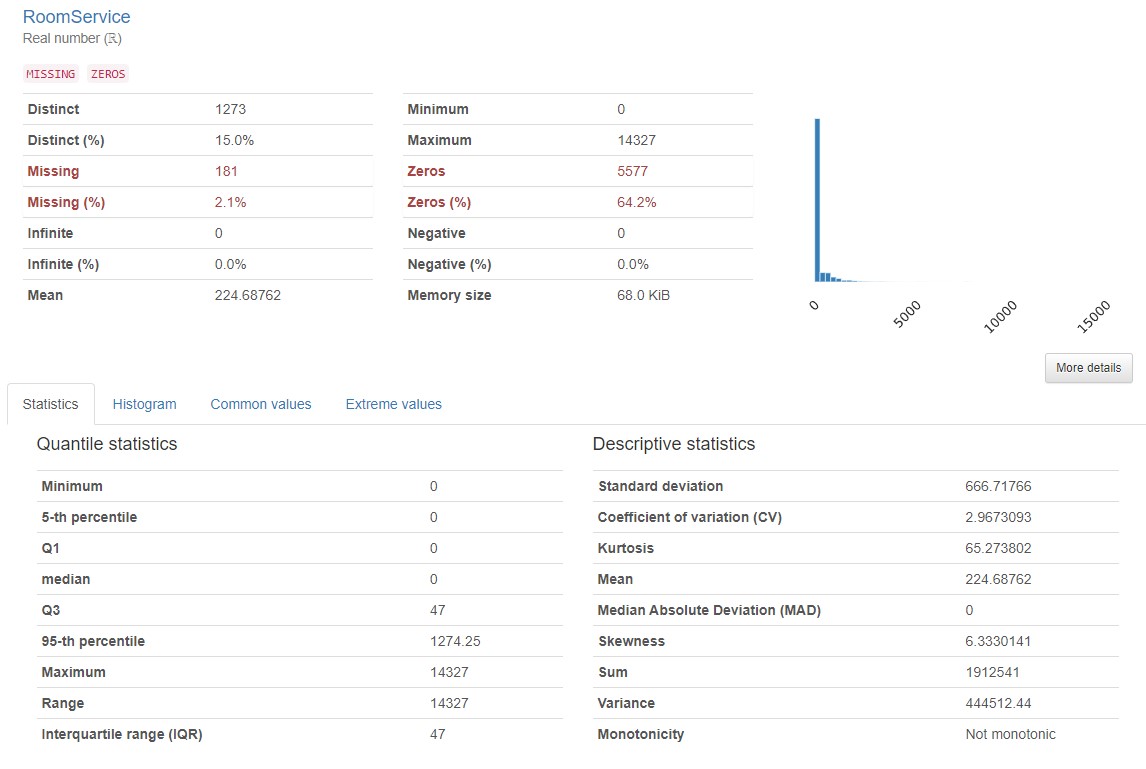 RoomService
Real number (ℝ)
MISSING ZEROS
Distinct 1273
Distinct (%) 15.0%
Missing 181
Missing (%) 2.1%
Infinite 0
Infinite (%) 0.0%
Mean 224.68762
Minimum 0
Maximum 14327
Zeros 5577
Zeros (%) 64.2%
Negative 0
Negative (%) 0.0%
Memory size 68.0 KiB
0 5000 10000 15000
More details
Statistics Histogram Common values Extreme values
Quantile statistics
Minimum 0
5-th percentile 0
Q1 0
median 0
Q3 47
95-th percentile 1274.25
Maximum 14327
Range 14327
Interquartile range (IQR) 47
Descriptive statistics
Standard deviation 666.71766
Coefficient of variation (CV) 2.9673093
Kurtosis 65.273802
Mean 224.68762
Median Absolute Deviation (MAD) 0
Skewness 6.3330141
Sum 1912541
Variance 444512.44
Monotonicity Not monotonic